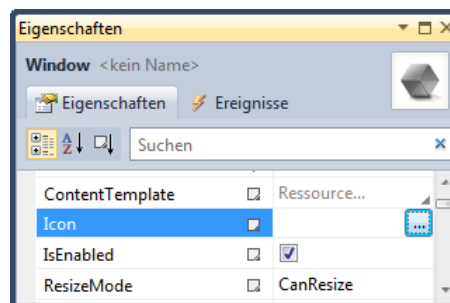 Eigenschaften
Window <kein Name>
Eigenschaften Ereignisse
Suchen
ContentTemplate Ressource...
Icon ...
IsEnabled
ResizeMode CanResize